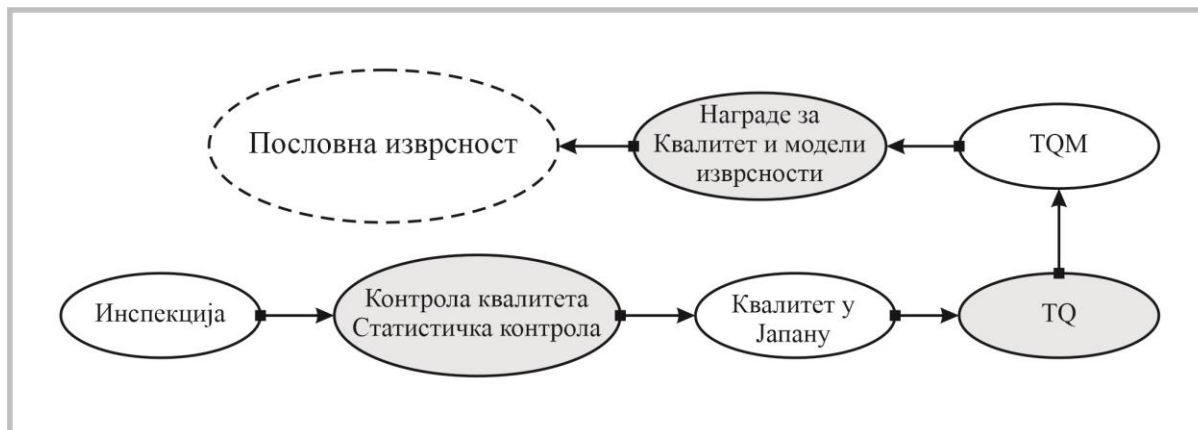 Пословна изврсност
Награде за
Квалитет и модели
изврсности
TQM
Инспекција
Контрола квалитета
Статистичка контрола
Квалитет у
Јапану
TQ